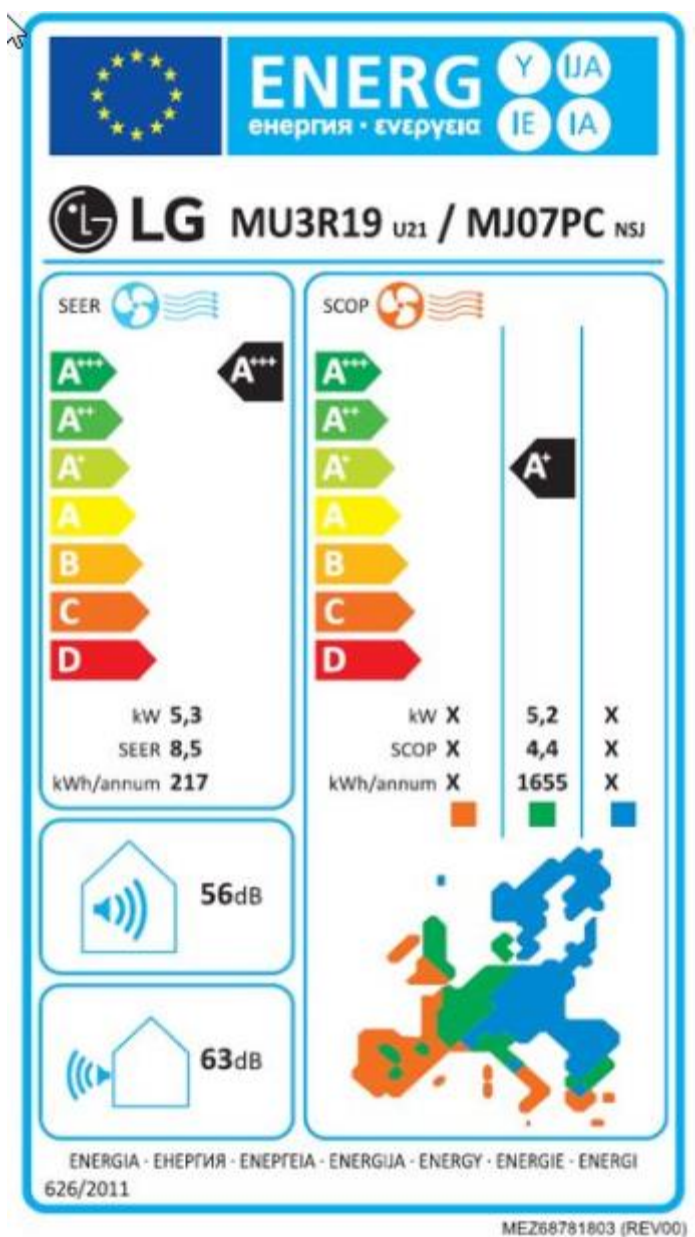 ENERG Y IJA
енергия · ενεργεια IE IA
LG MU3R19 U21 / MJ07PC NSJ
SEER
A+++ A+++
A++
A+
A
B
C
D
kW 5,3
SEER 8,5
kWh/annum 217
SCOP
A+++
A++
A+ A+
A
B
C
D
kW X 5,2 X
SCOP X 4,4 X
kWh/annum X 1655 X
56dB
63dB
ENERGIA · ЕНЕРГИЯ · ΕΝΕΡΓΕΙΑ · ENERGIJA · ENERGY · ENERGIE · ENERGI
626/2011
MEZ68781803 (REV00)